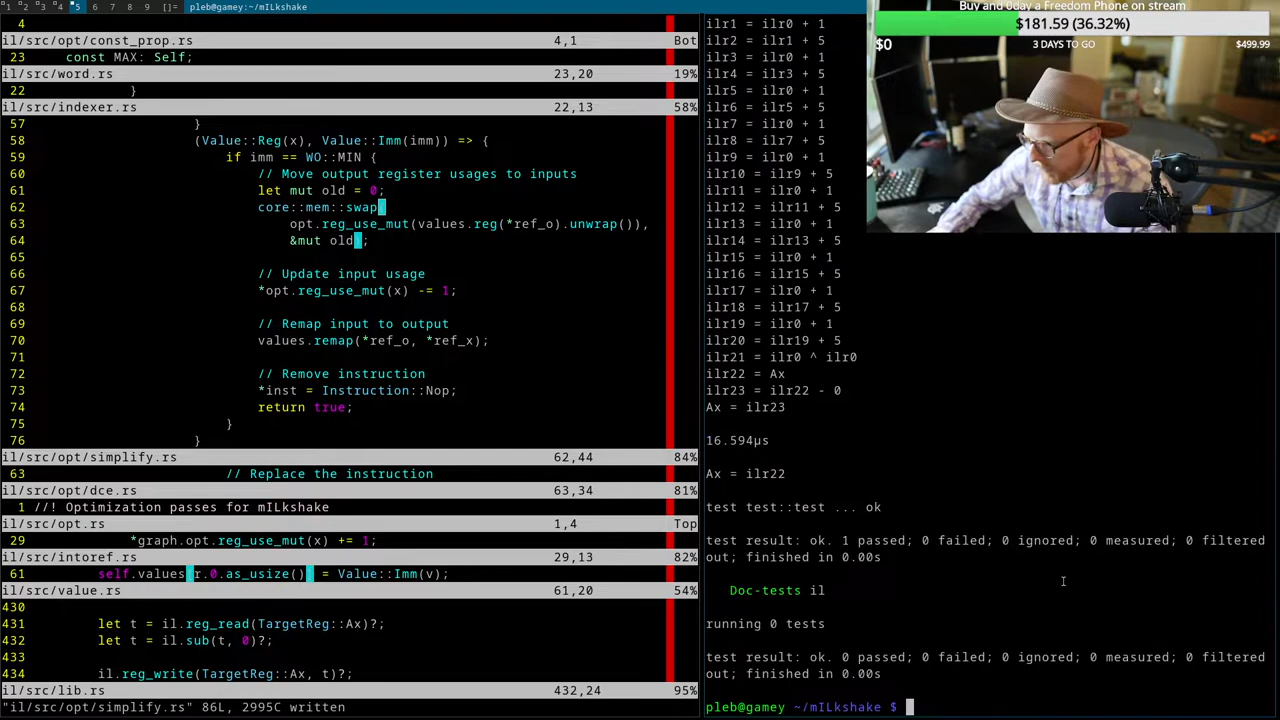 1 2 3 4 5 6 7 8 9 []= pleb@gamey:~/mILkshake
4
il/src/opt/const_prop.rs 4,1 Bot
23 const MAX: Self;
il/src/word.rs 23,20 19%
22 }
il/src/indexer.rs 22,13 58%
57 }
58 (Value::Reg(x), Value::Imm(imm)) => {
59 if imm == WO::MIN {
60 // Move output register usages to inputs
61 let mut old = 0;
62 core::mem::swap(
63 opt.reg_use_mut(values.reg(*ref_o).unwrap()),
64 &mut old);
65
66 // Update input usage
67 *opt.reg_use_mut(x) -= 1;
68
69 // Remap input to output
70 values.remap(*ref_o, *ref_x);
71
72 // Remove instruction
73 *inst = Instruction::Nop;
74 return true;
75 }
76 }
il/src/opt/simplify.rs 62,44 84%
63 // Replace the instruction
il/src/opt/dce.rs 63,34 81%
1 //! Optimization passes for mILkshake
il/src/opt.rs 1,4 Top
29 *graph.opt.reg_use_mut(x) += 1;
il/src/intoref.rs 29,13 82%
61 self.values[r.0.as_usize()] = Value::Imm(v);
il/src/value.rs 61,20 54%
430
431 let t = il.reg_read(TargetReg::Ax)?;
432 let t = il.sub(t, 0)?;
433
434 il.reg_write(TargetReg::Ax, t)?;
il/src/lib.rs 432,24 95%
"il/src/opt/simplify.rs" 86L, 2995C written
ilr1 = ilr0 + 1
ilr2 = ilr1 + 5
ilr3 = ilr0 + 1
ilr4 = ilr3 + 5
ilr5 = ilr0 + 1
ilr6 = ilr5 + 5
ilr7 = ilr0 + 1
ilr8 = ilr7 + 5
ilr9 = ilr0 + 1
ilr10 = ilr9 + 5
ilr11 = ilr0 + 1
ilr12 = ilr11 + 5
ilr13 = ilr0 + 1
ilr14 = ilr13 + 5
ilr15 = ilr0 + 1
ilr16 = ilr15 + 5
ilr17 = ilr0 + 1
ilr18 = ilr17 + 5
ilr19 = ilr0 + 1
ilr20 = ilr19 + 5
ilr21 = ilr0 ^ ilr0
ilr22 = Ax
ilr23 = ilr22 - 0
Ax = ilr23
16.594µs
Ax = ilr22
test test::test ... ok
test result: ok. 1 passed; 0 failed; 0 ignored; 0 measured; 0 filtered
out; finished in 0.00s
Doc-tests il
running 0 tests
test result: ok. 0 passed; 0 failed; 0 ignored; 0 measured; 0 filtered
out; finished in 0.00s
pleb@gamey ~/mILkshake $
Buy and 0day a Freedom Phone on stream
$181.59 (36.32%)
$0 3 DAYS TO GO $499.99